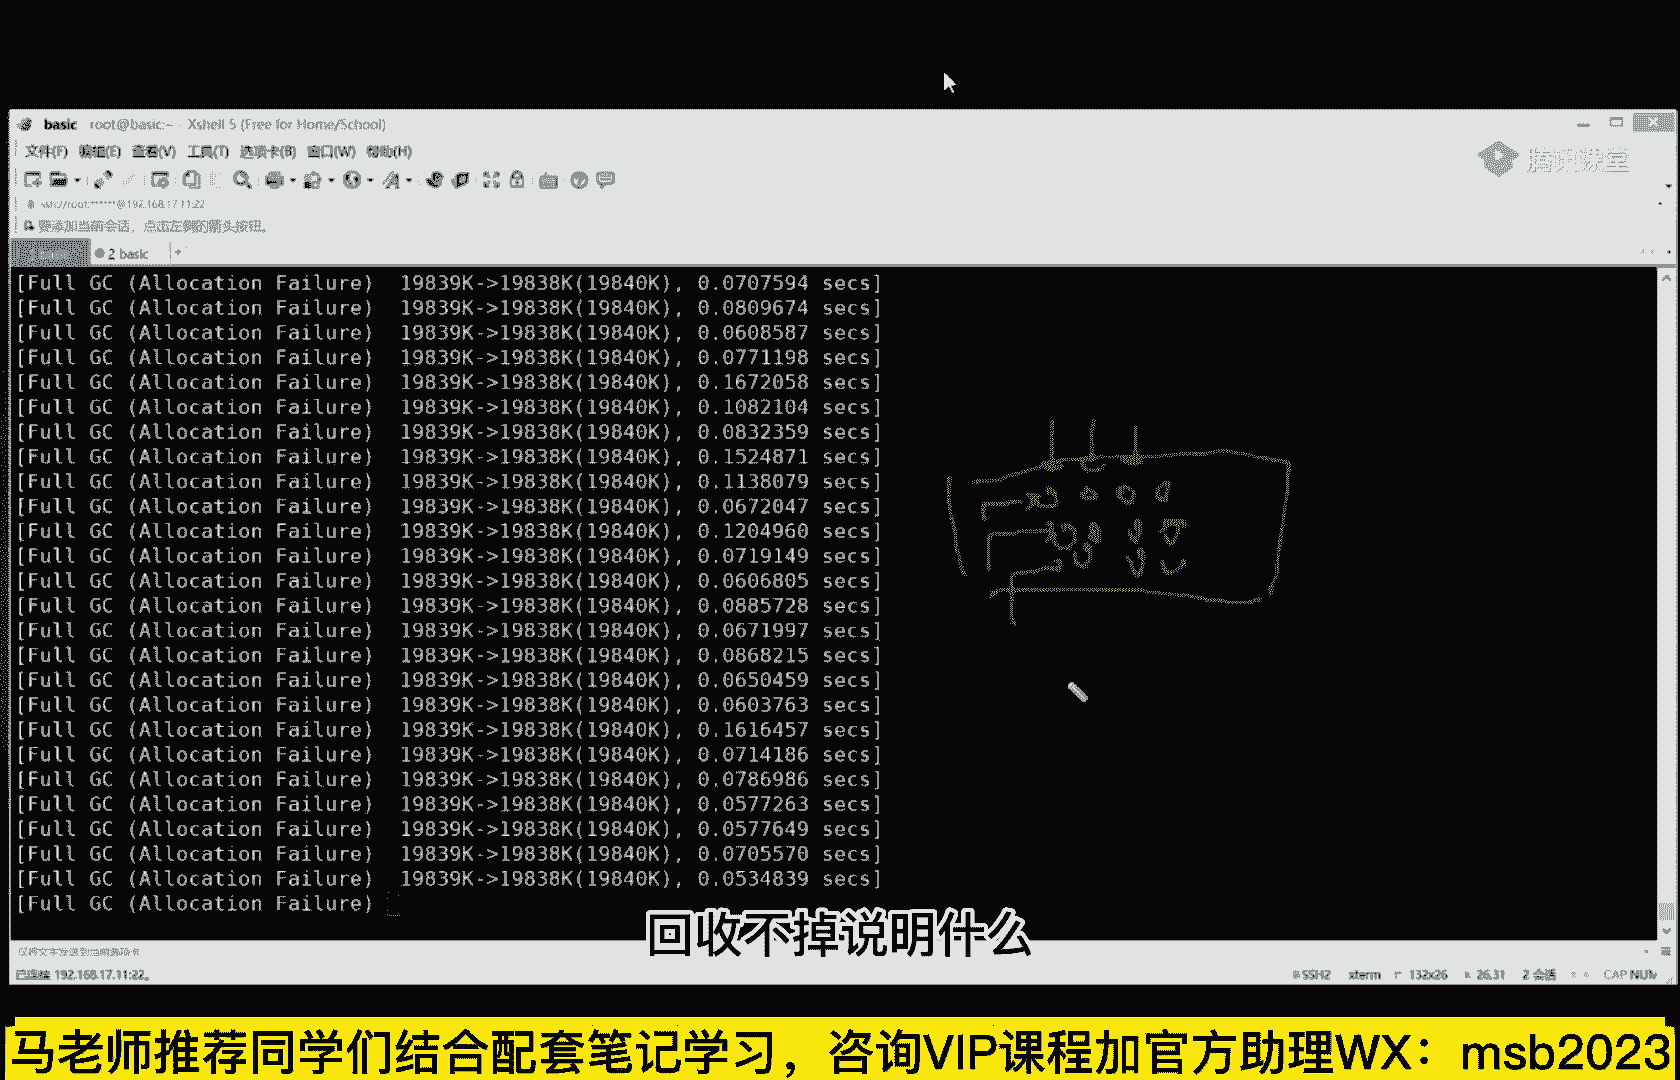 basic root@basic:~ - Xshell 5 (Free for Home/School)
文件(F) 编辑(E) 查看(V) 工具(T) 选项卡(B) 窗口(W) 帮助(H)
腾讯课堂
ssh://root:******@192.168.17.11:22
要添加当前会话，点击左侧的箭头按钮。
2 basic +
[Full GC (Allocation Failure)  19839K->19838K(19840K), 0.0707594 secs]
[Full GC (Allocation Failure)  19839K->19838K(19840K), 0.0809674 secs]
[Full GC (Allocation Failure)  19839K->19838K(19840K), 0.0608587 secs]
[Full GC (Allocation Failure)  19839K->19838K(19840K), 0.0771198 secs]
[Full GC (Allocation Failure)  19839K->19838K(19840K), 0.1672058 secs]
[Full GC (Allocation Failure)  19839K->19838K(19840K), 0.1082104 secs]
[Full GC (Allocation Failure)  19839K->19838K(19840K), 0.0832359 secs]
[Full GC (Allocation Failure)  19839K->19838K(19840K), 0.1524871 secs]
[Full GC (Allocation Failure)  19839K->19838K(19840K), 0.1138079 secs]
[Full GC (Allocation Failure)  19839K->19838K(19840K), 0.0672047 secs]
[Full GC (Allocation Failure)  19839K->19838K(19840K), 0.1204960 secs]
[Full GC (Allocation Failure)  19839K->19838K(19840K), 0.0719149 secs]
[Full GC (Allocation Failure)  19839K->19838K(19840K), 0.0606805 secs]
[Full GC (Allocation Failure)  19839K->19838K(19840K), 0.0885728 secs]
[Full GC (Allocation Failure)  19839K->19838K(19840K), 0.0671997 secs]
[Full GC (Allocation Failure)  19839K->19838K(19840K), 0.0868215 secs]
[Full GC (Allocation Failure)  19839K->19838K(19840K), 0.0650459 secs]
[Full GC (Allocation Failure)  19839K->19838K(19840K), 0.0603763 secs]
[Full GC (Allocation Failure)  19839K->19838K(19840K), 0.1616457 secs]
[Full GC (Allocation Failure)  19839K->19838K(19840K), 0.0714186 secs]
[Full GC (Allocation Failure)  19839K->19838K(19840K), 0.0786986 secs]
[Full GC (Allocation Failure)  19839K->19838K(19840K), 0.0577263 secs]
[Full GC (Allocation Failure)  19839K->19838K(19840K), 0.0577649 secs]
[Full GC (Allocation Failure)  19839K->19838K(19840K), 0.0705570 secs]
[Full GC (Allocation Failure)  19839K->19838K(19840K), 0.0534839 secs]
[Full GC (Allocation Failure)
回收不掉说明什么
仅将文本发送到当前选项卡
已连接 192.168.17.11:22。 SSH2 xterm 132x26 26,31 2 会话 CAP NUM
马老师推荐同学们结合配套笔记学习，咨询VIP课程加官方助理WX：msb2023